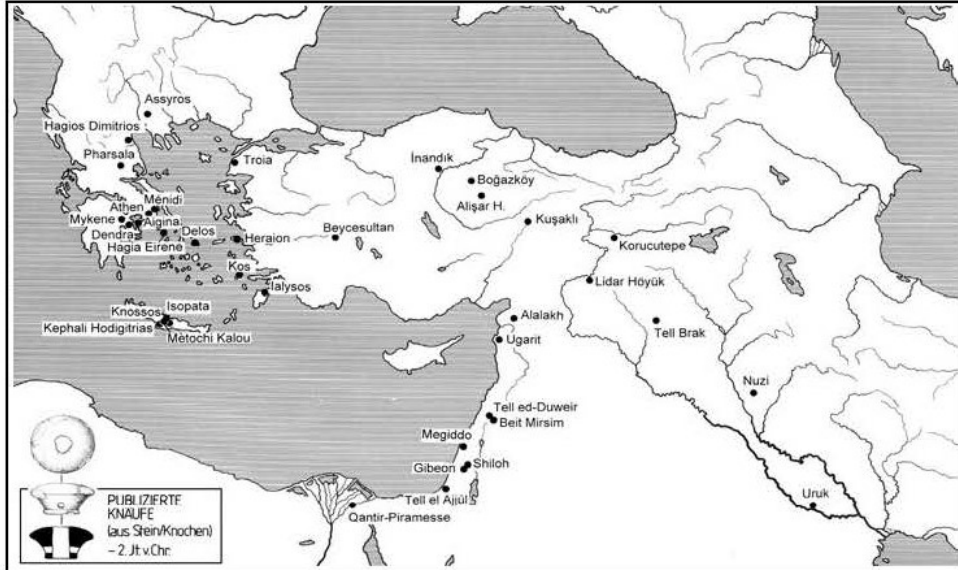 Assyros
Hagios Dimitrios
Pharsala
Troia
İnandık
Boğazköy
Alişar H.
Ménidi
Athen
Mykene
Aigina
Dendra
Delos
Hagia Eirene
Heraion
Beycesultan
Kuşaklı
Korucutepe
Kos
Ialysos
Lidar Höyük
Isopata
Knossos
Kephali Hodigitrias
Metochi Kalou
Alalakh
Tell Brak
Ugarit
Nuzi
Tell ed-Duweir
Beit Mirsim
Megiddo
Shiloh
Gibeon
Tell el Ajjûl
Qantir-Piramesse
Uruk
PUBLIZIERTE
KNÄUFE
(aus Stein/Knochen)
– 2. Jt. v. Chr.